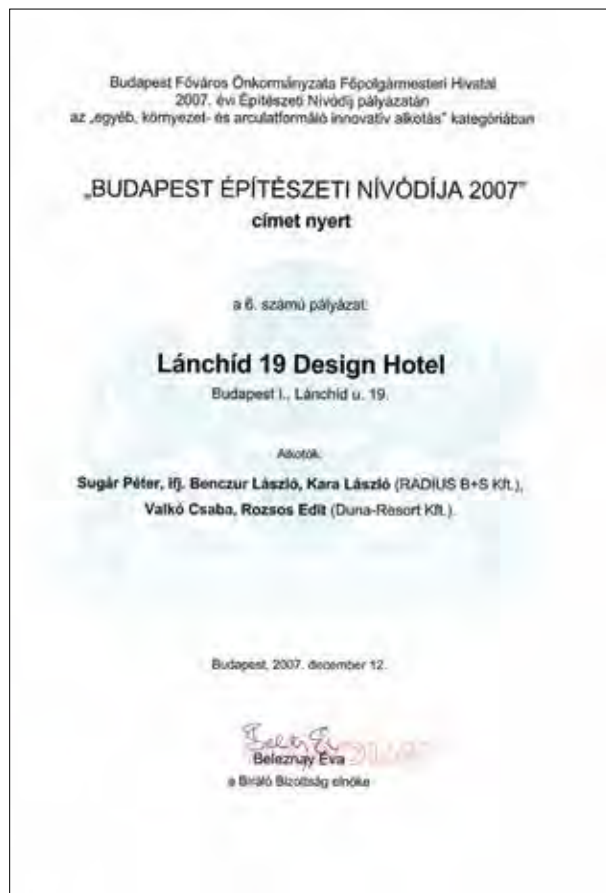 Budapest Főváros Önkormányzata Főpolgármesteri Hivatal
2007. évi Építészeti Nívódíj pályázatán
az „egyéb, környezet- és arculatformáló innovatív alkotás" kategóriában
„BUDAPEST ÉPÍTÉSZETI NÍVÓDÍJA 2007"
címet nyert
a 6. számú pályázat:
Lánchíd 19 Design Hotel
Budapest I., Lánchíd u. 19.
Alkotók:
Sugár Péter, ifj. Benczur László, Kara László (RADIUS B+S Kft.),
Valkó Csaba, Rozsos Edit (Duna-Resort Kft.)
Budapest, 2007. december 12.
Beleznay Éva
a Bíráló Bizottság elnöke